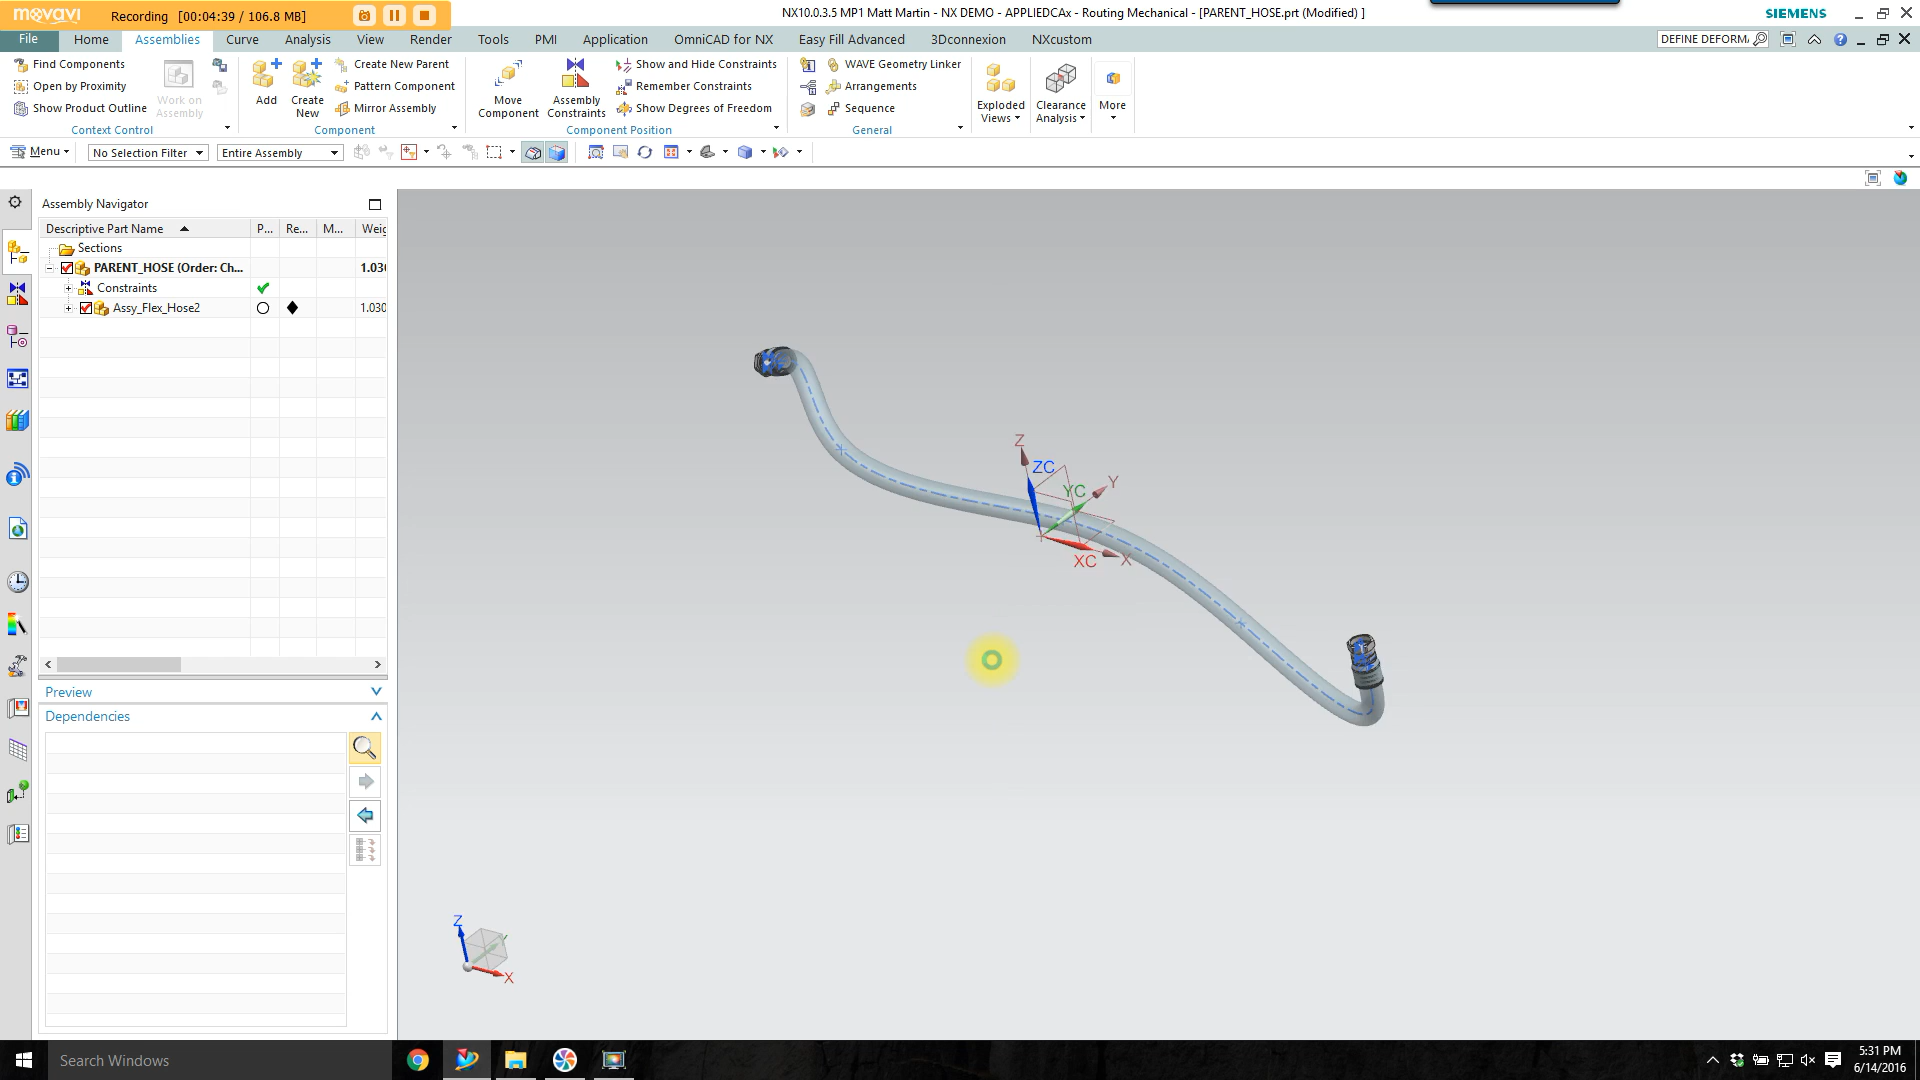 movavi Recording [00:04:39 / 106.8 MB] NX10.0.3.5 MP1 Matt Martin - NX DEMO - APPLIEDCAx - Routing Mechanical - [PARENT_HOSE.prt (Modified) ] SIEMENS
File Home Assemblies Curve Analysis View Render Tools PMI Application OmniCAD for NX Easy Fill Advanced 3Dconnexion NXcustom DEFINE DEFORM
Find Components
Open by Proximity
Show Product Outline
Work on Assembly
Context Control
Add
Create New
Create New Parent
Pattern Component
Mirror Assembly
Component
Move Component
Assembly Constraints
Show and Hide Constraints
Remember Constraints
Show Degrees of Freedom
Component Position
WAVE Geometry Linker
Arrangements
Sequence
General
Exploded Views
Clearance Analysis
More
Menu No Selection Filter Entire Assembly
Assembly Navigator
Descriptive Part Name P... Re... M... Weig
Sections
PARENT_HOSE (Order: Ch... 1.030
Constraints
Assy_Flex_Hose2 1.030
Preview
Dependencies
Z
ZC
YC
Y
XC
X
Z
Y
X
Search Windows
5:31 PM
6/14/2016